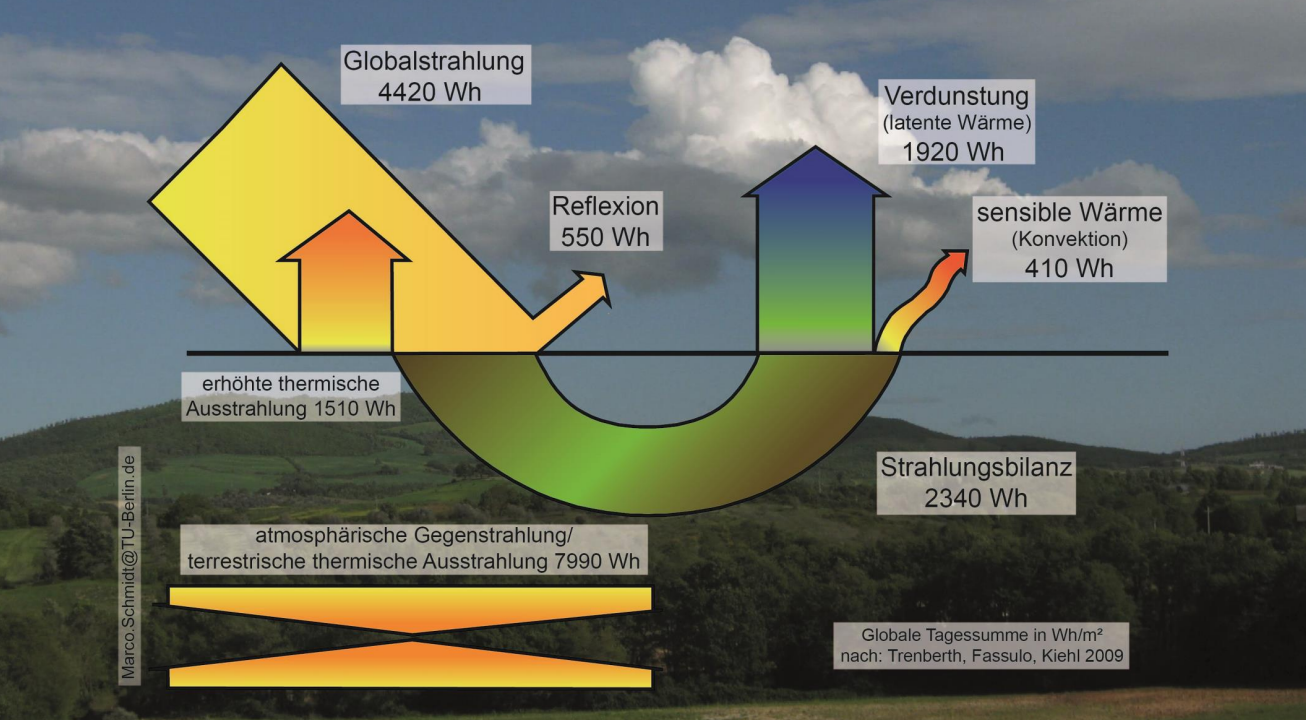 Globalstrahlung
4420 Wh
Verdunstung
(latente Wärme)
1920 Wh
Reflexion
550 Wh
sensible Wärme
(Konvektion)
410 Wh
erhöhte thermische
Ausstrahlung 1510 Wh
Strahlungsbilanz
2340 Wh
atmosphärische Gegenstrahlung/
terrestrische thermische Ausstrahlung 7990 Wh
Globale Tagessumme in Wh/m²
nach: Trenberth, Fassulo, Kiehl 2009
Marco.Schmidt@TU-Berlin.de